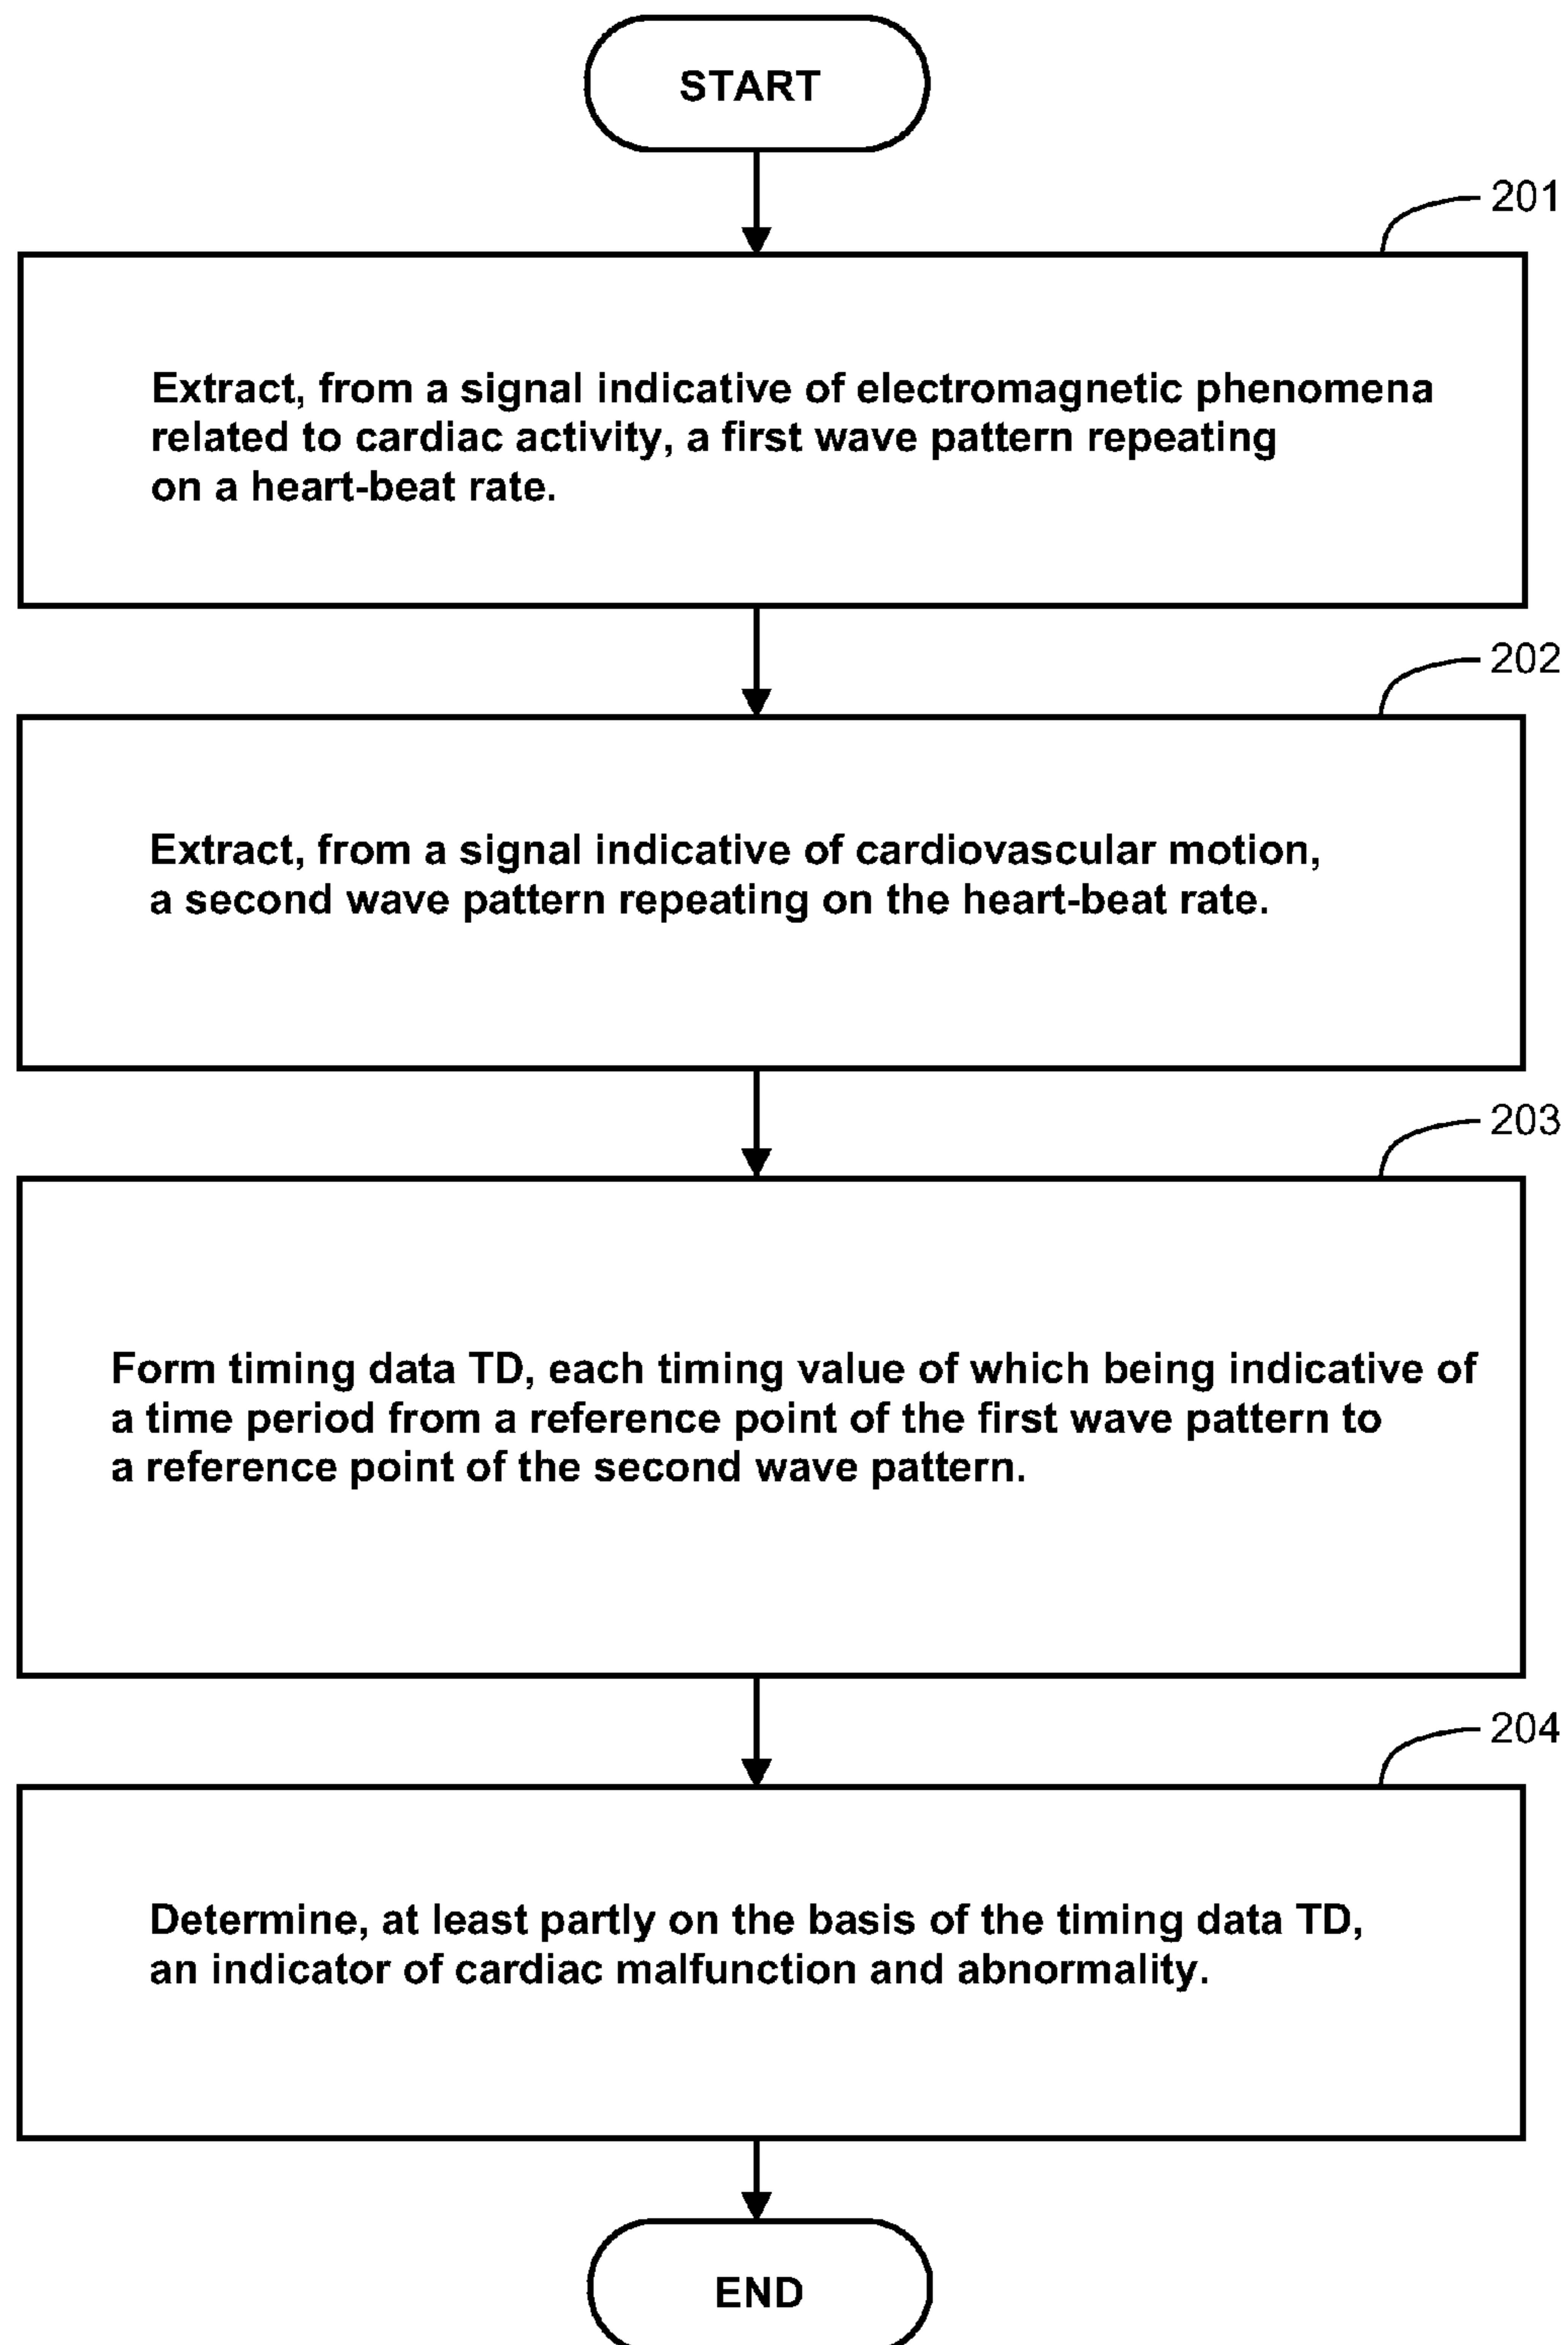 START
201
Extract, from a signal indicative of electromagnetic phenomena
related to cardiac activity, a first wave pattern repeating
on a heart-beat rate.
202
Extract, from a signal indicative of cardiovascular motion,
a second wave pattern repeating on the heart-beat rate.
203
Form timing data TD, each timing value of which being indicative of
a time period from a reference point of the first wave pattern to
a reference point of the second wave pattern.
204
Determine, at least partly on the basis of the timing data TD,
an indicator of cardiac malfunction and abnormality.
END